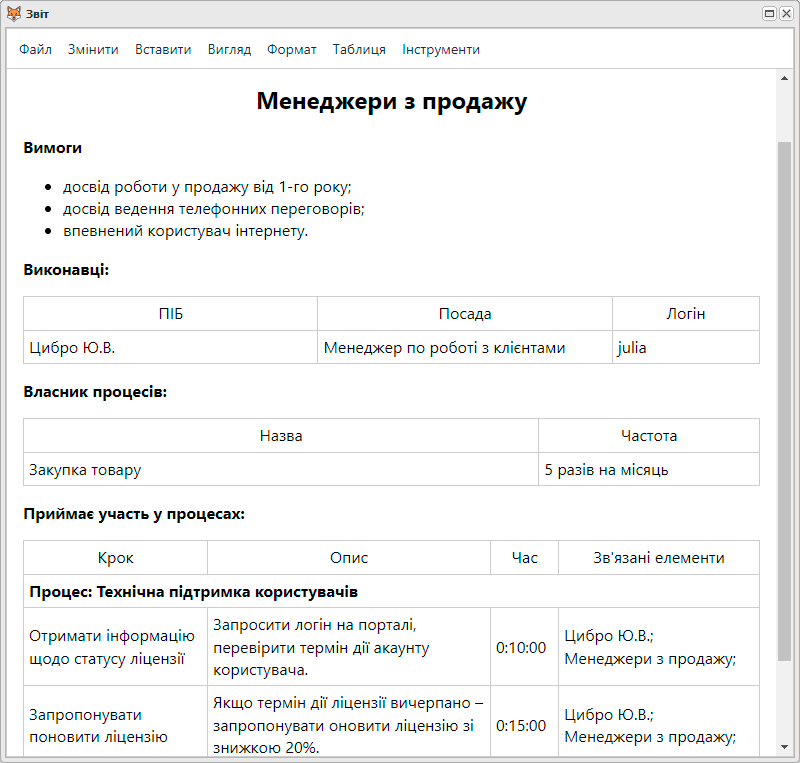 Звіт
Файл Змінити Вставити Вигляд Формат Таблиця Інструменти
Менеджери з продажу
Вимоги
досвід роботи у продажу від 1-го року;
досвід ведення телефонних переговорів;
впевнений користувач інтернету.
Виконавці:
ПІБ Посада Логін
Цибро Ю.В. Менеджер по роботі з клієнтами julia
Власник процесів:
Назва Частота
Закупка товару 5 разів на місяць
Приймає участь у процесах:
Крок Опис Час Зв'язані елементи
Процес: Технічна підтримка користувачів
Отримати інформацію
щодо статусу ліцензії
Запросити логін на порталі,
перевірити термін дії акаунту
користувача.
0:10:00
Цибро Ю.В.;
Менеджери з продажу;
Запропонувати
поновити ліцензію
Якщо термін дії ліцензії вичерпано –
запропонувати оновити ліцензію зі
знижкою 20%.
0:15:00
Цибро Ю.В.;
Менеджери з продажу;